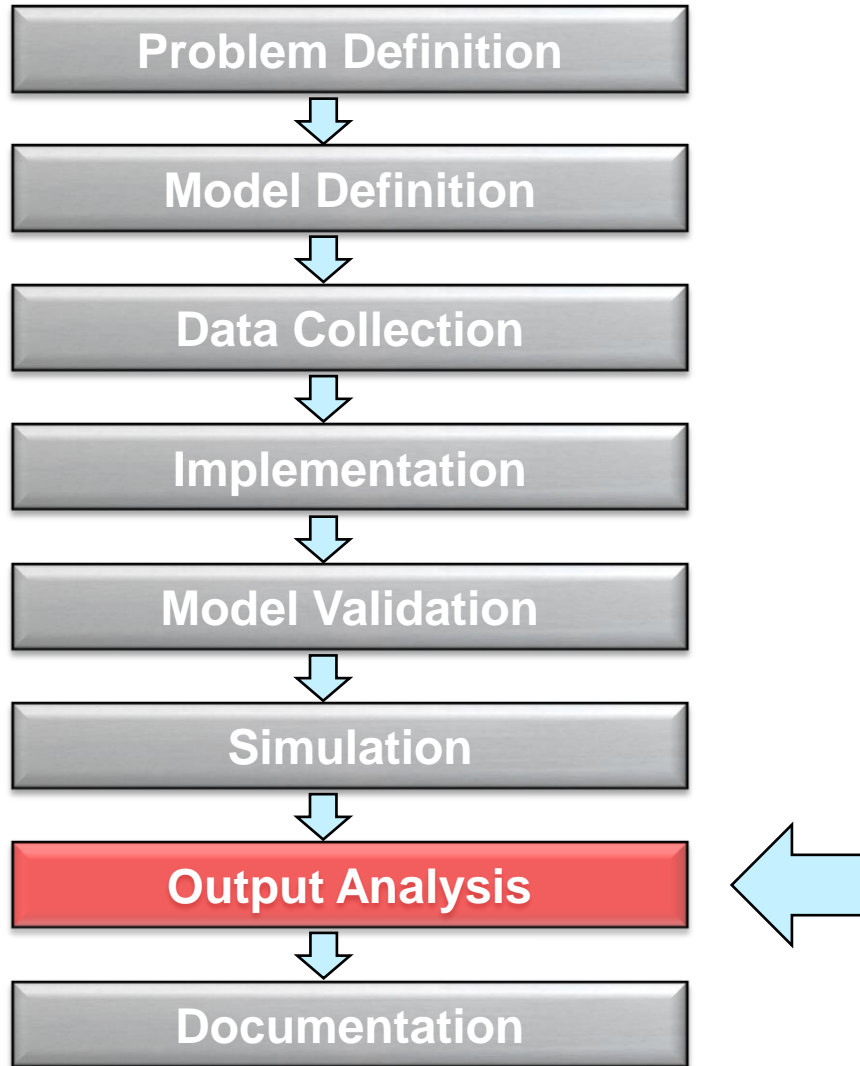 Problem Definition
Model Definition
Data Collection
Implementation
Model Validation
Simulation
Output Analysis
Documentation